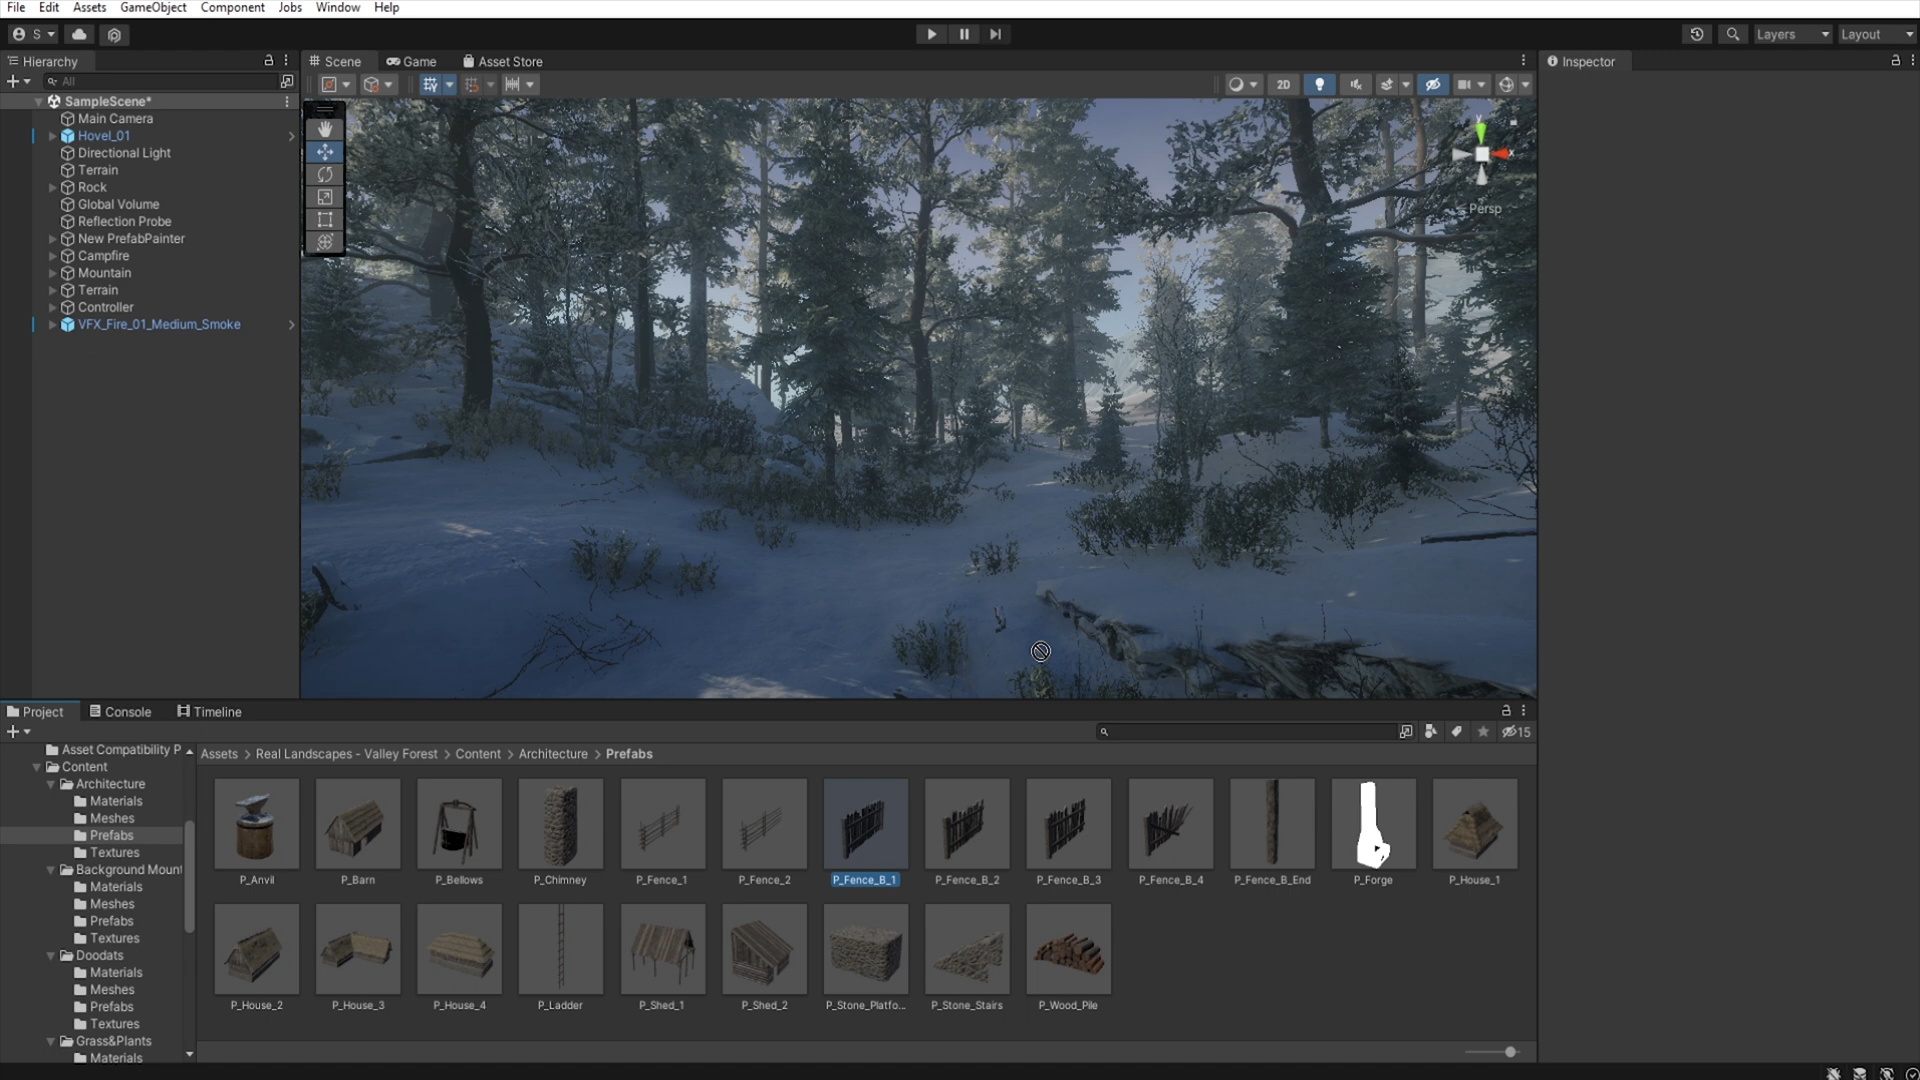 File Edit Assets GameObject Component Jobs Window Help
S Layers Layout
Hierarchy Scene Game Asset Store Inspector
All 2D
SampleScene*
Main Camera
Hovel_01
Directional Light
Terrain
Rock
Global Volume
Reflection Probe
New PrefabPainter
Campfire
Mountain
Terrain
Controller
VFX_Fire_01_Medium_Smoke
y
x
Persp
Project Console Timeline
15
Asset Compatibility P
Content
Architecture
Materials
Meshes
Prefabs
Textures
Background Mount
Materials
Meshes
Prefabs
Textures
Doodats
Materials
Meshes
Prefabs
Textures
Grass&Plants
Materials
Assets > Real Landscapes - Valley Forest > Content > Architecture > Prefabs
P_Anvil P_Barn P_Bellows P_Chimney P_Fence_1 P_Fence_2 P_Fence_B_1 P_Fence_B_2 P_Fence_B_3 P_Fence_B_4 P_Fence_B_End P_Forge P_House_1
P_House_2 P_House_3 P_House_4 P_Ladder P_Shed_1 P_Shed_2 P_Stone_Platfo... P_Stone_Stairs P_Wood_Pile